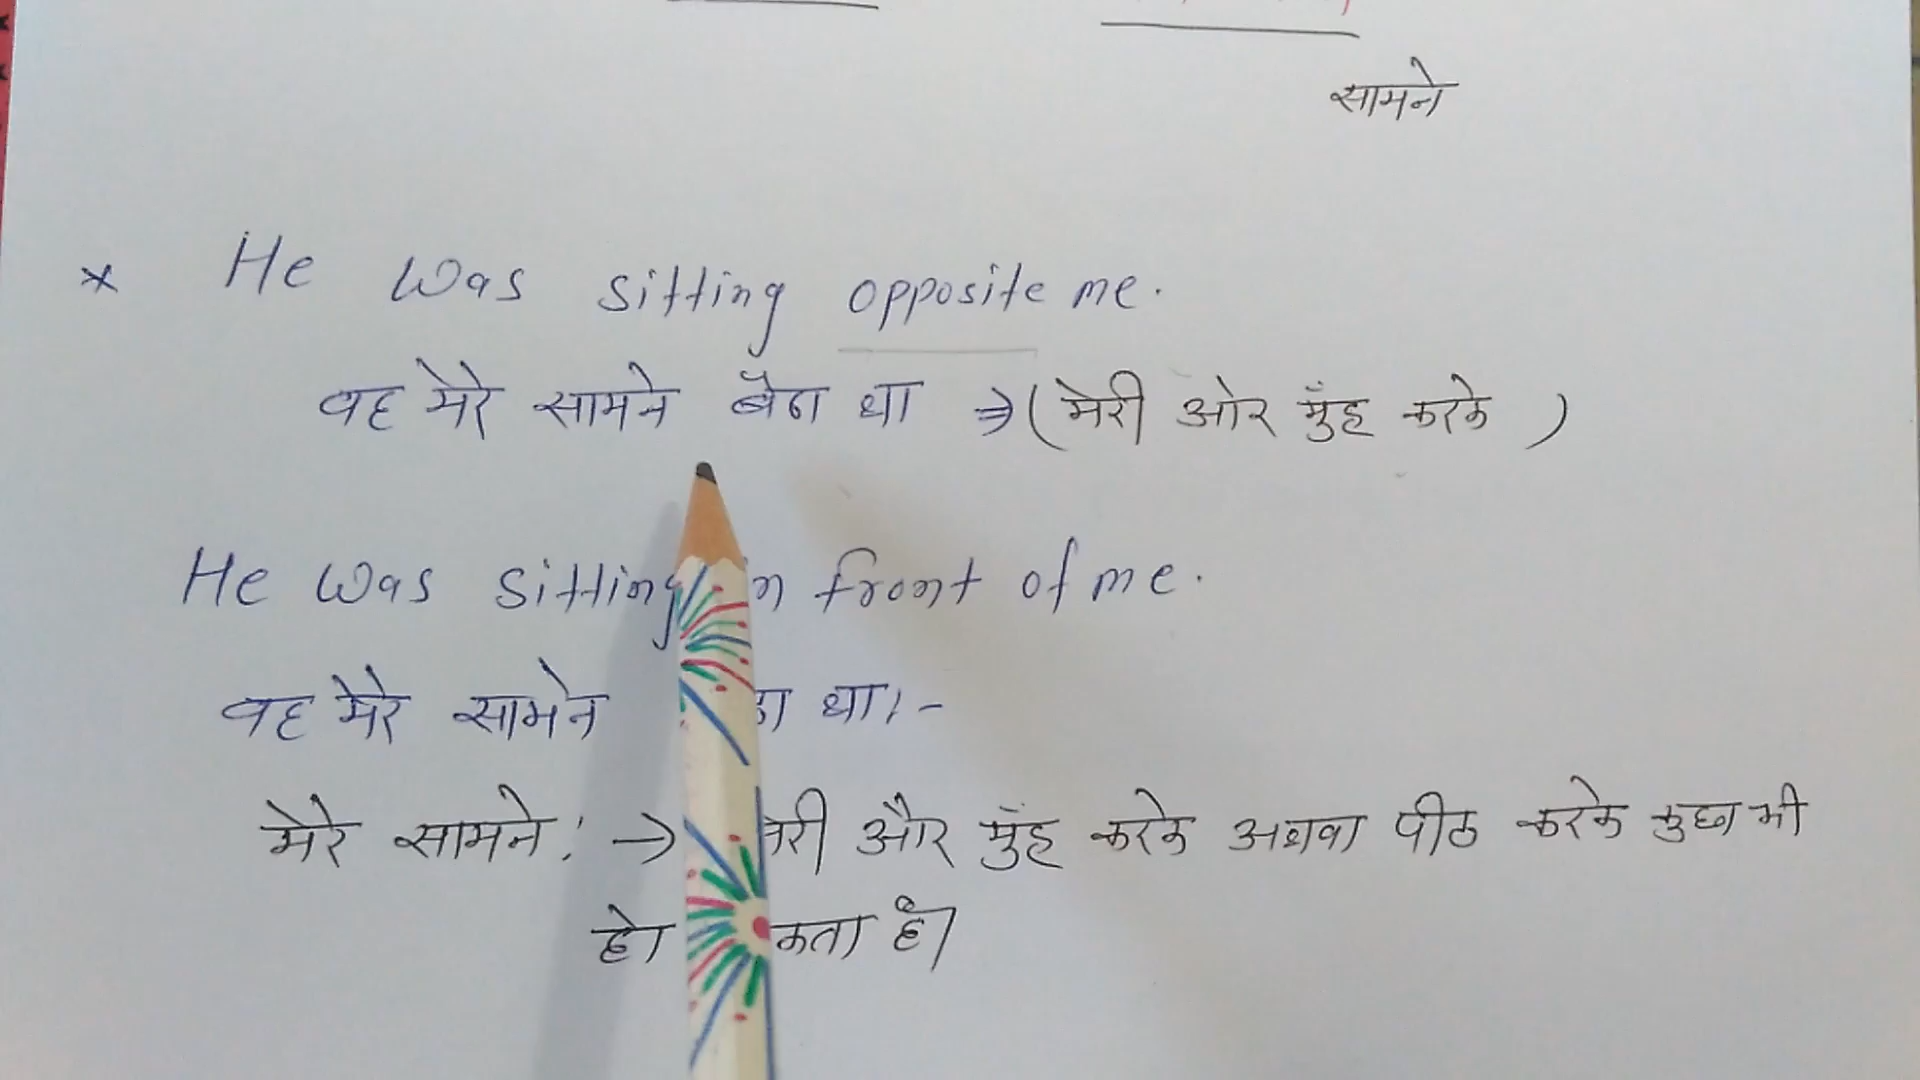 सामने
* He was sitting opposite me.
वह मेरे सामने बैठा था ⇒ (मेरी ओर मुँह करके )
He was sitting in front of me.
वह मेरे सामने था। -
मेरे सामने : → और मुँह करके अथवा पीठ करके कुछ भी
हो है।